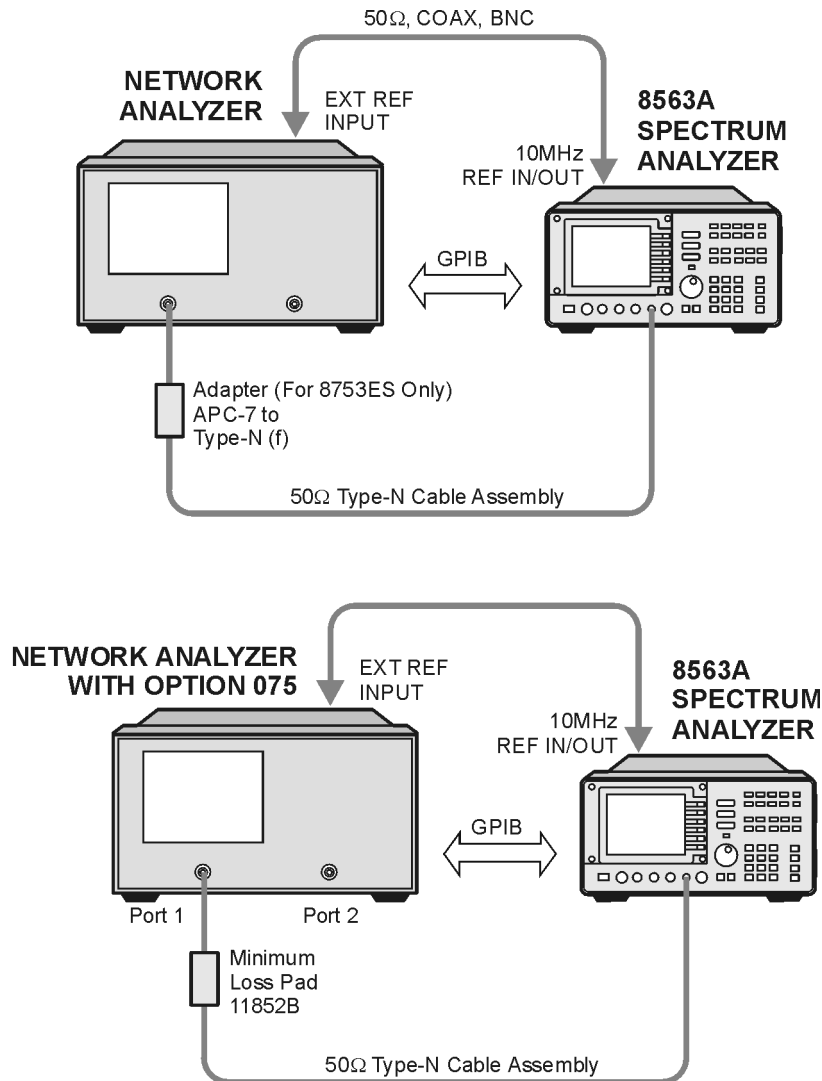 50Ω, COAX, BNC
NETWORK
ANALYZER
EXT REF
INPUT
8563A
SPECTRUM
ANALYZER
10MHz
REF IN/OUT
GPIB
Adapter (For 8753ES Only)
APC-7 to
Type-N (f)
50Ω Type-N Cable Assembly
NETWORK ANALYZER
WITH OPTION 075
EXT REF
INPUT
8563A
SPECTRUM
ANALYZER
10MHz
REF IN/OUT
GPIB
Port 1
Port 2
Minimum
Loss Pad
11852B
50Ω Type-N Cable Assembly